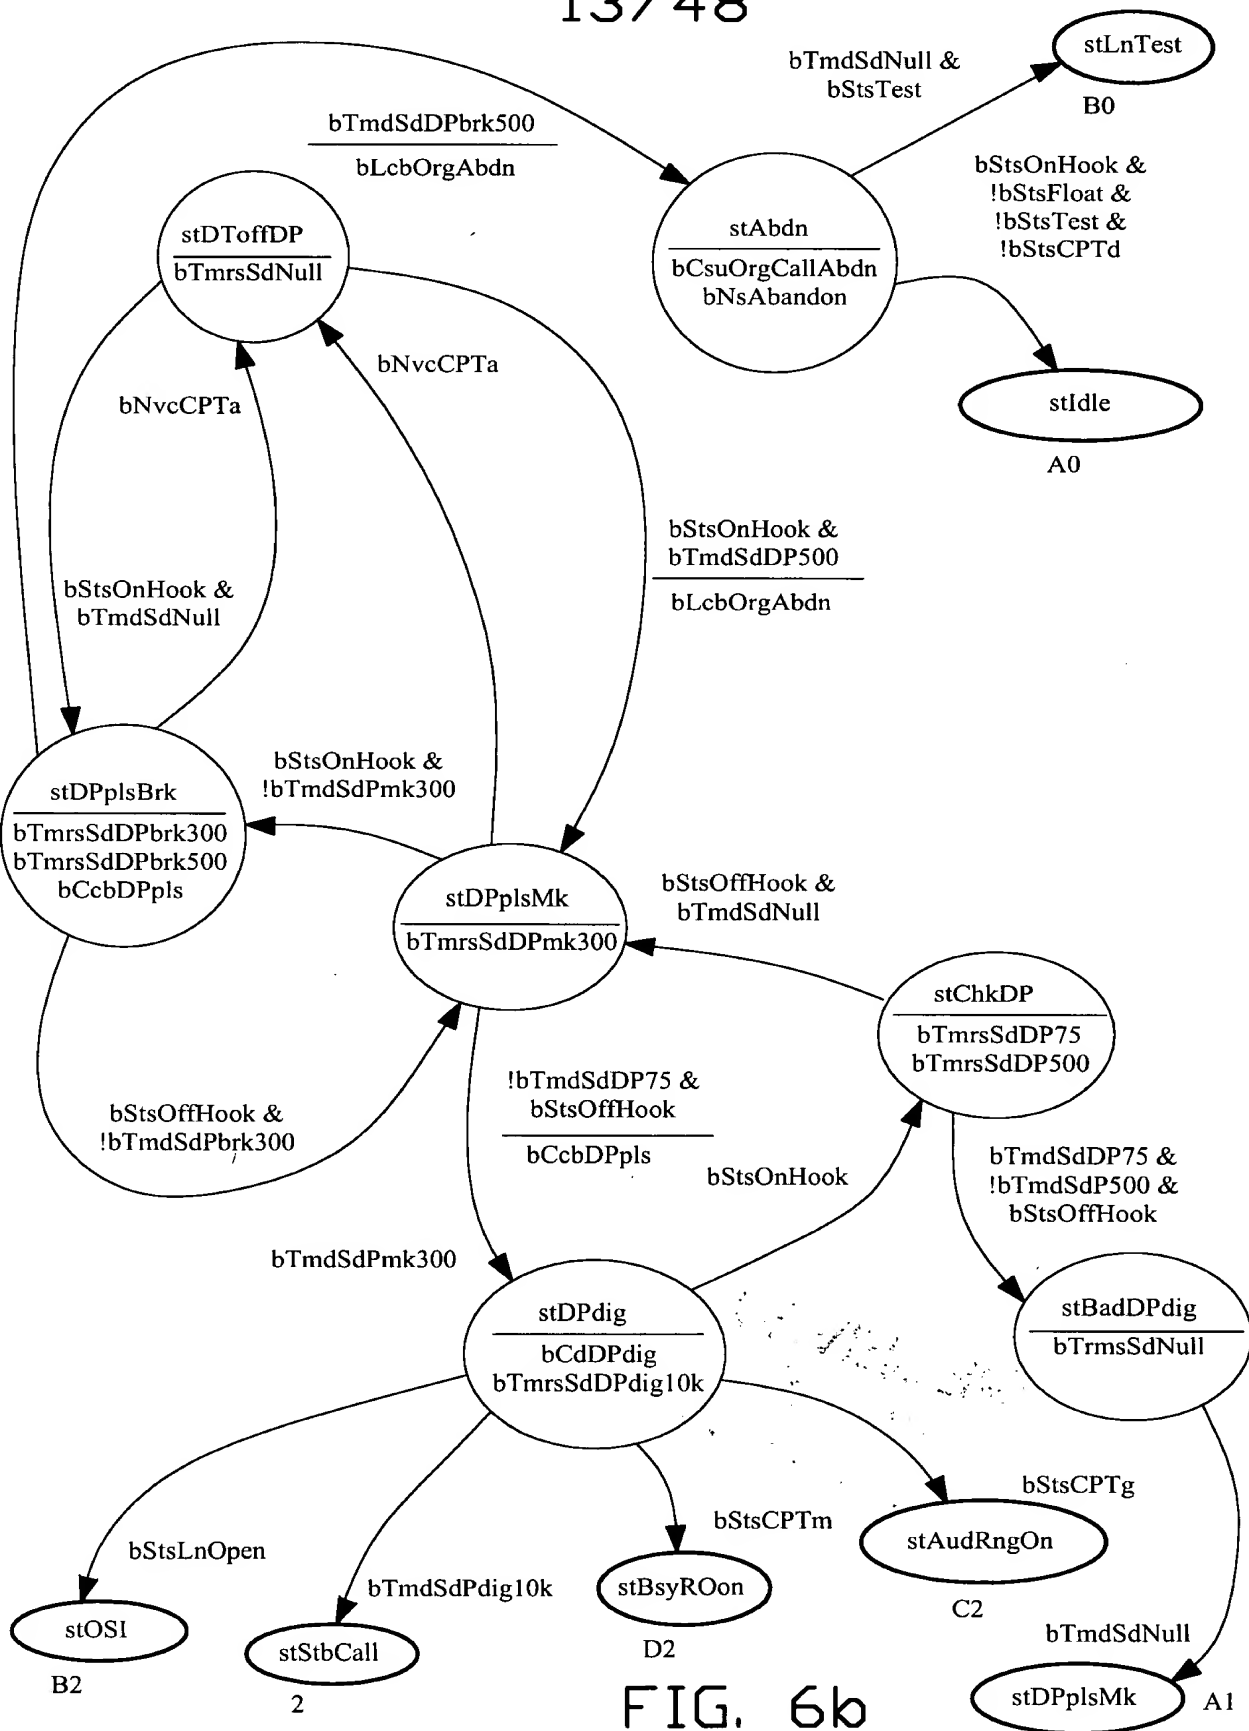 13/48
stLnTest
bTmdSdNull &
bStsTest
B0
bTmdSdDPbrk500
bLcbOrgAbdn
bStsOnHook &
!bStsFloat &
!bStsTest &
!bStsCPTd
stDToffDP
bTmrsSdNull
stAbdn
bCsuOrgCallAbdn
bNsAbandon
bNvcCPTa
bNvcCPTa
stIdle
A0
bStsOnHook &
bTmdSdDP500
bLcbOrgAbdn
bStsOnHook &
bTmdSdNull
bStsOnHook &
!bTmdSdPmk300
stDPplsBrk
bTmrsSdDPbrk300
bTmrsSdDPbrk500
bCcbDPpls
stDPplsMk
bTmrsSdDPmk300
bStsOffHook &
bTmdSdNull
stChkDP
bTmrsSdDP75
bTmrsSdDP500
!bTmdSdDP75 &
bStsOffHook
bCcbDPpls
bStsOffHook &
!bTmdSdPbrk300
bStsOnHook
bTmdSdDP75 &
!bTmdSdP500 &
bStsOffHook
bTmdSdPmk300
stDPdig
bCdDPdig
bTmrsSdDPdig10k
stBadDPdig
bTrmsSdNull
bStsCPTg
bStsCPTm
stAudRngOn
C2
bStsLnOpen
bTmdSdPdig10k
stBsyROon
D2
stOSI
B2
stStbCall
2
bTmdSdNull
stDPplsMk
A1
FIG. 6b